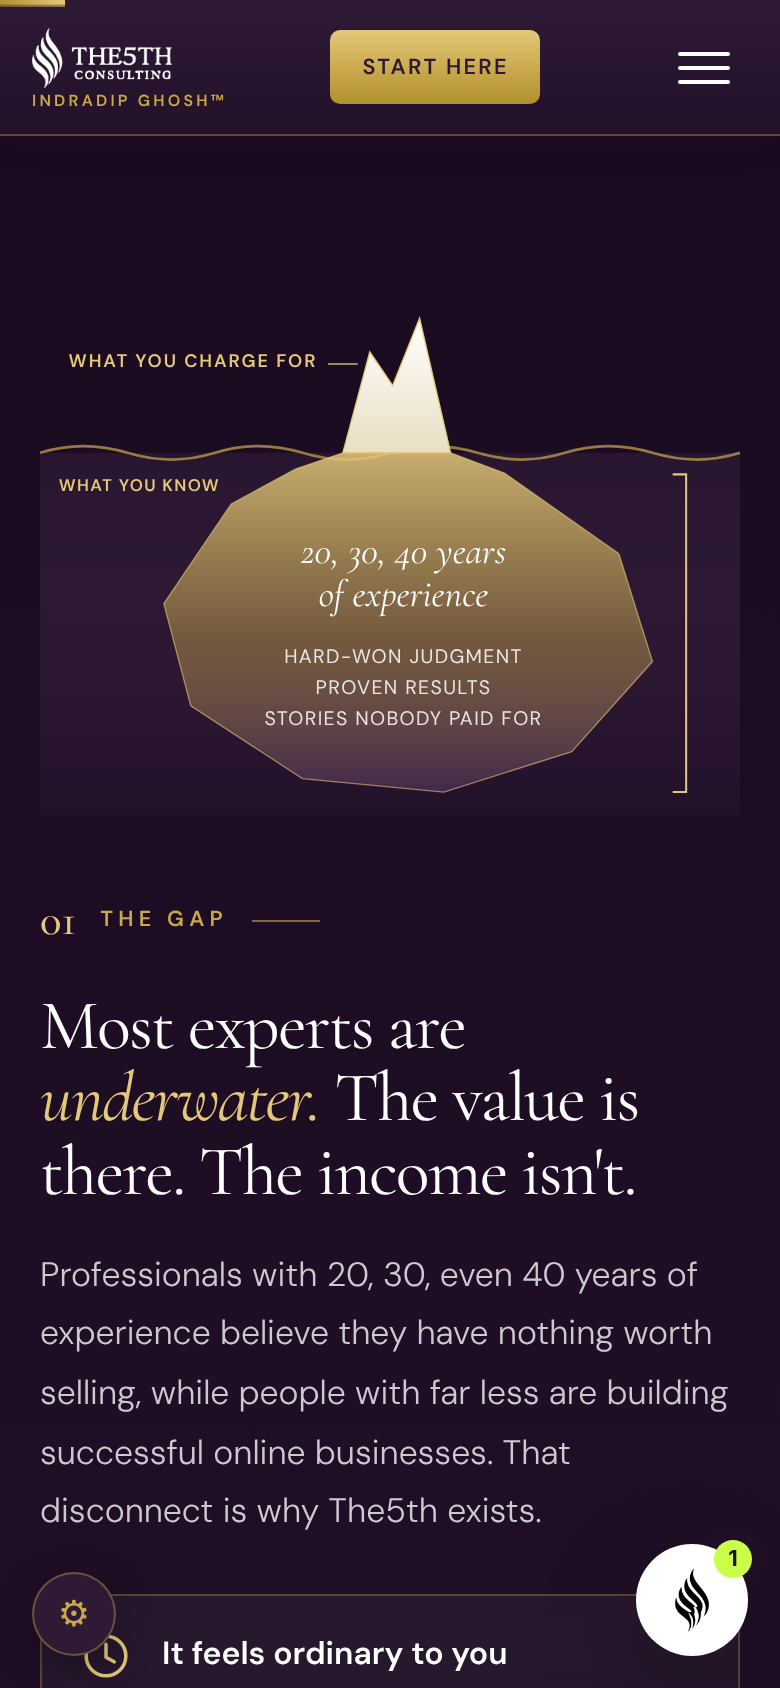 THE5TH
CONSULTING
INDRADIP GHOSH™
START HERE
WHAT YOU CHARGE FOR
WHAT YOU KNOW
20, 30, 40 years
of experience
HARD-WON JUDGMENT
PROVEN RESULTS
STORIES NOBODY PAID FOR
01 THE GAP
Most experts are
underwater. The value is
there. The income isn't.
Professionals with 20, 30, even 40 years of
experience believe they have nothing worth
selling, while people with far less are building
successful online businesses. That
disconnect is why The5th exists.
1
It feels ordinary to you